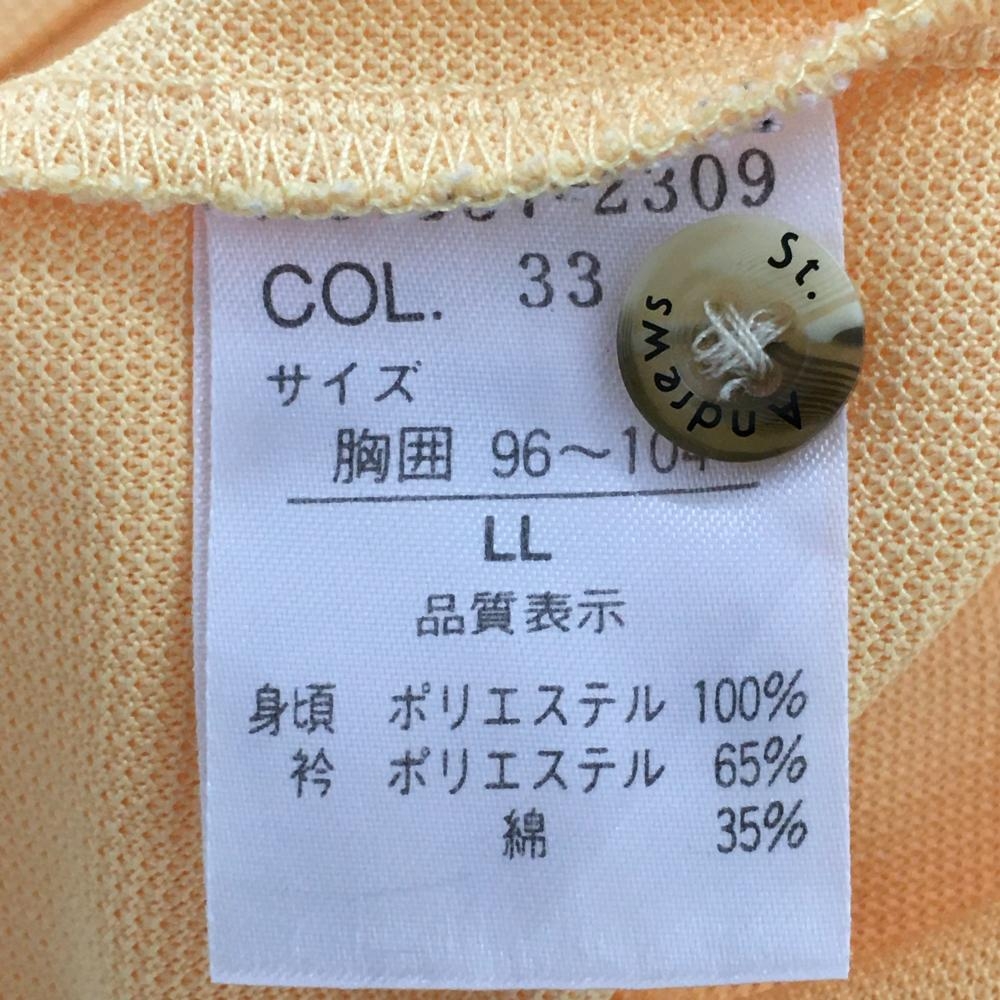 2309
COL. 33
St. Andrews
サイズ
胸囲 96～104
LL
品質表示
身頃 ポリエステル 100%
衿 ポリエステル 65%
綿 35%